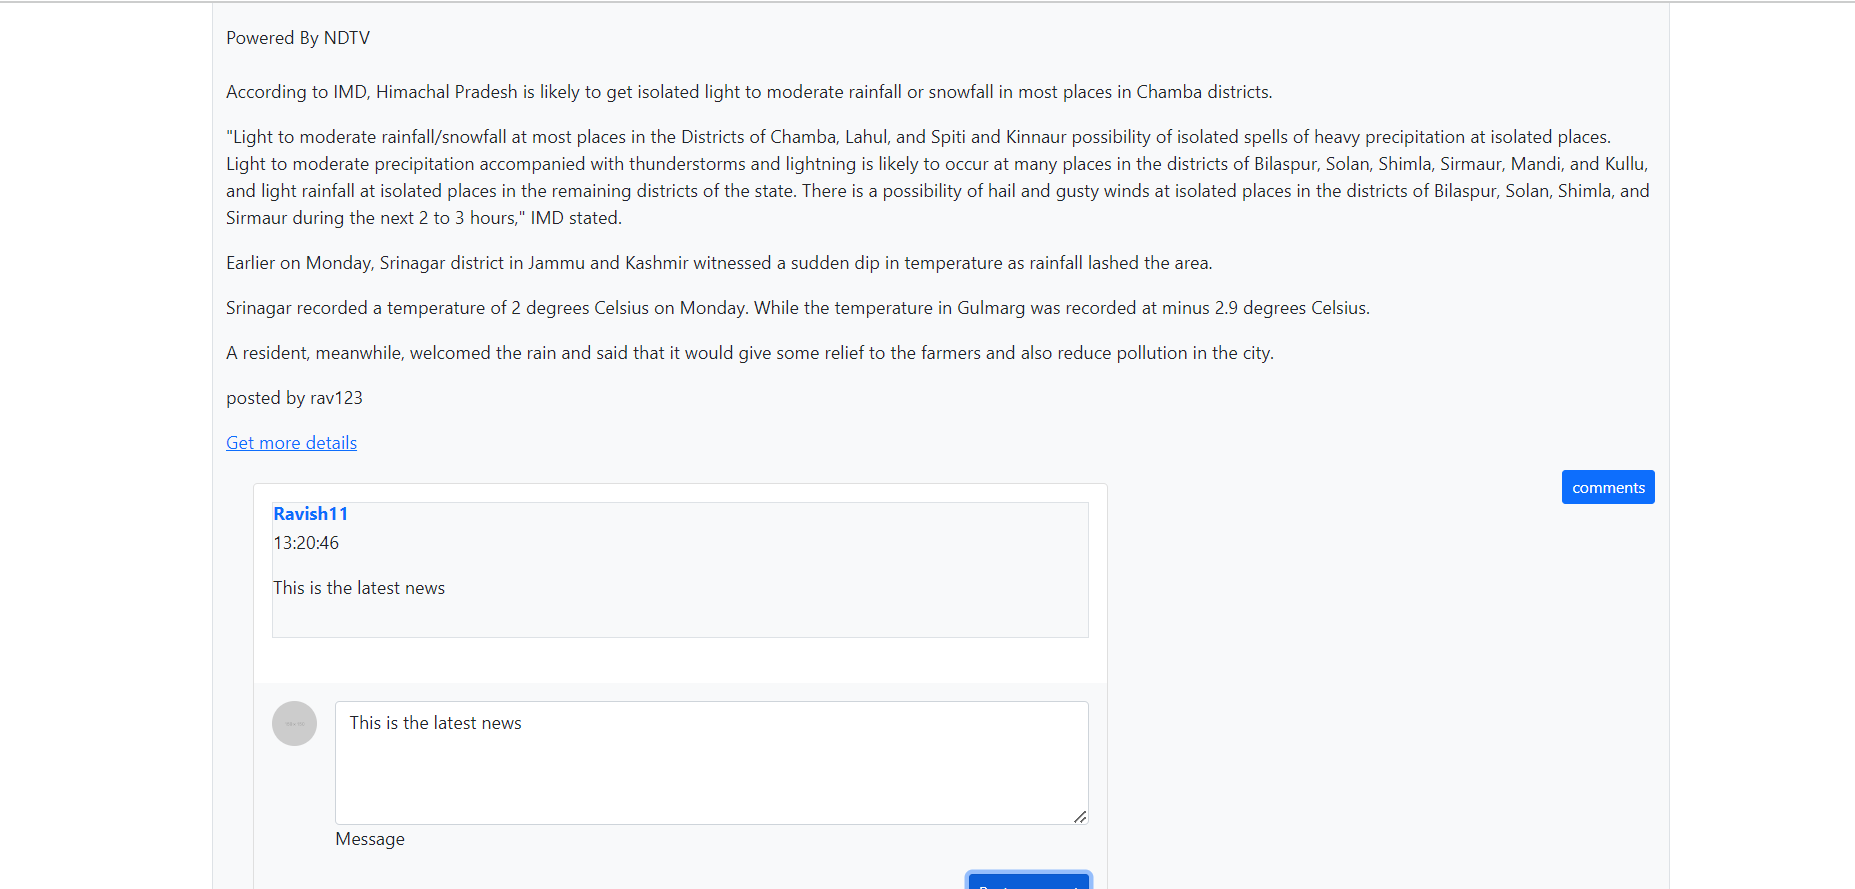 Powered By NDTV
According to IMD, Himachal Pradesh is likely to get isolated light to moderate rainfall or snowfall in most places in Chamba districts.
"Light to moderate rainfall/snowfall at most places in the Districts of Chamba, Lahul, and Spiti and Kinnaur possibility of isolated spells of heavy precipitation at isolated places.
Light to moderate precipitation accompanied with thunderstorms and lightning is likely to occur at many places in the districts of Bilaspur, Solan, Shimla, Sirmaur, Mandi, and Kullu,
and light rainfall at isolated places in the remaining districts of the state. There is a possibility of hail and gusty winds at isolated places in the districts of Bilaspur, Solan, Shimla, and
Sirmaur during the next 2 to 3 hours," IMD stated.
Earlier on Monday, Srinagar district in Jammu and Kashmir witnessed a sudden dip in temperature as rainfall lashed the area.
Srinagar recorded a temperature of 2 degrees Celsius on Monday. While the temperature in Gulmarg was recorded at minus 2.9 degrees Celsius.
A resident, meanwhile, welcomed the rain and said that it would give some relief to the farmers and also reduce pollution in the city.
posted by rav123
Get more details
comments
Ravish11
13:20:46
This is the latest news
This is the latest news
Message